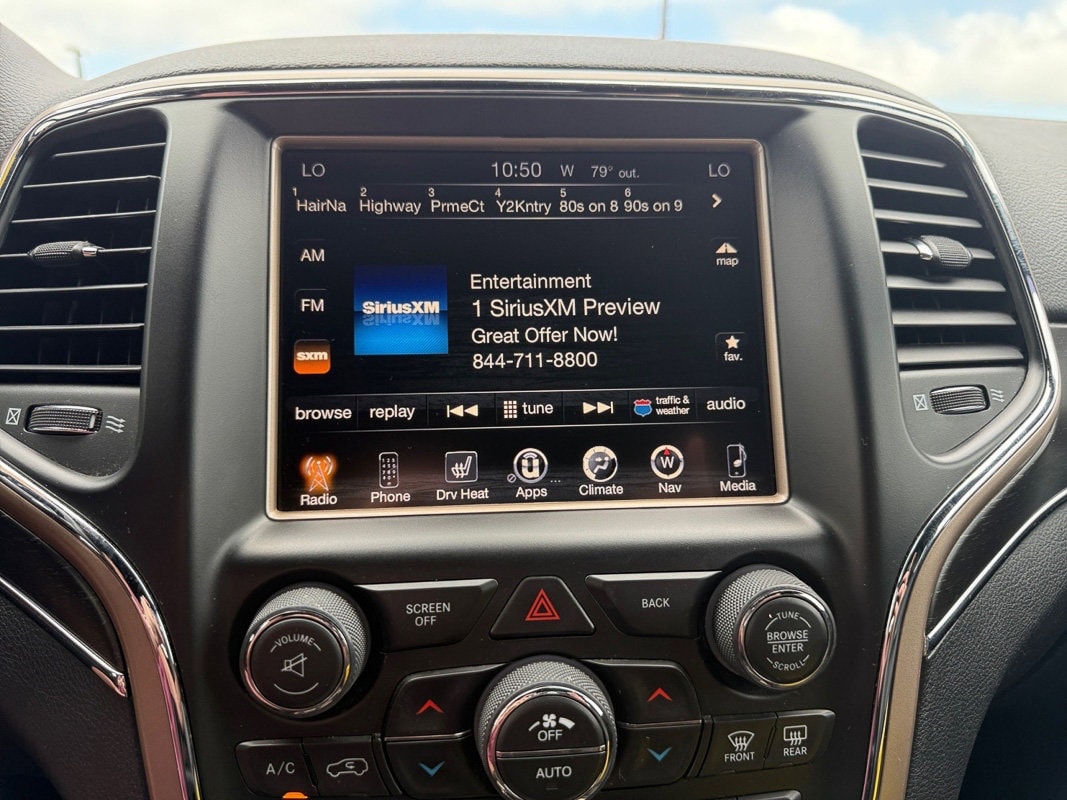 LO 10:50 W 79° out. LO
1 2 3 4 5 6
HairNa Highway PrmeCt Y2Kntry 80s on 8 90s on 9
AM
map
Entertainment
FM
SiriusXM
1 SiriusXM Preview
Great Offer Now!
sxm
fav.
844-711-8800
browse replay tune traffic & weather audio
Radio Phone Drv Heat Apps Climate W Nav Media
SCREEN OFF
BACK
VOLUME
TUNE
BROWSE
ENTER
SCROLL
OFF
AUTO
A/C
FRONT
REAR